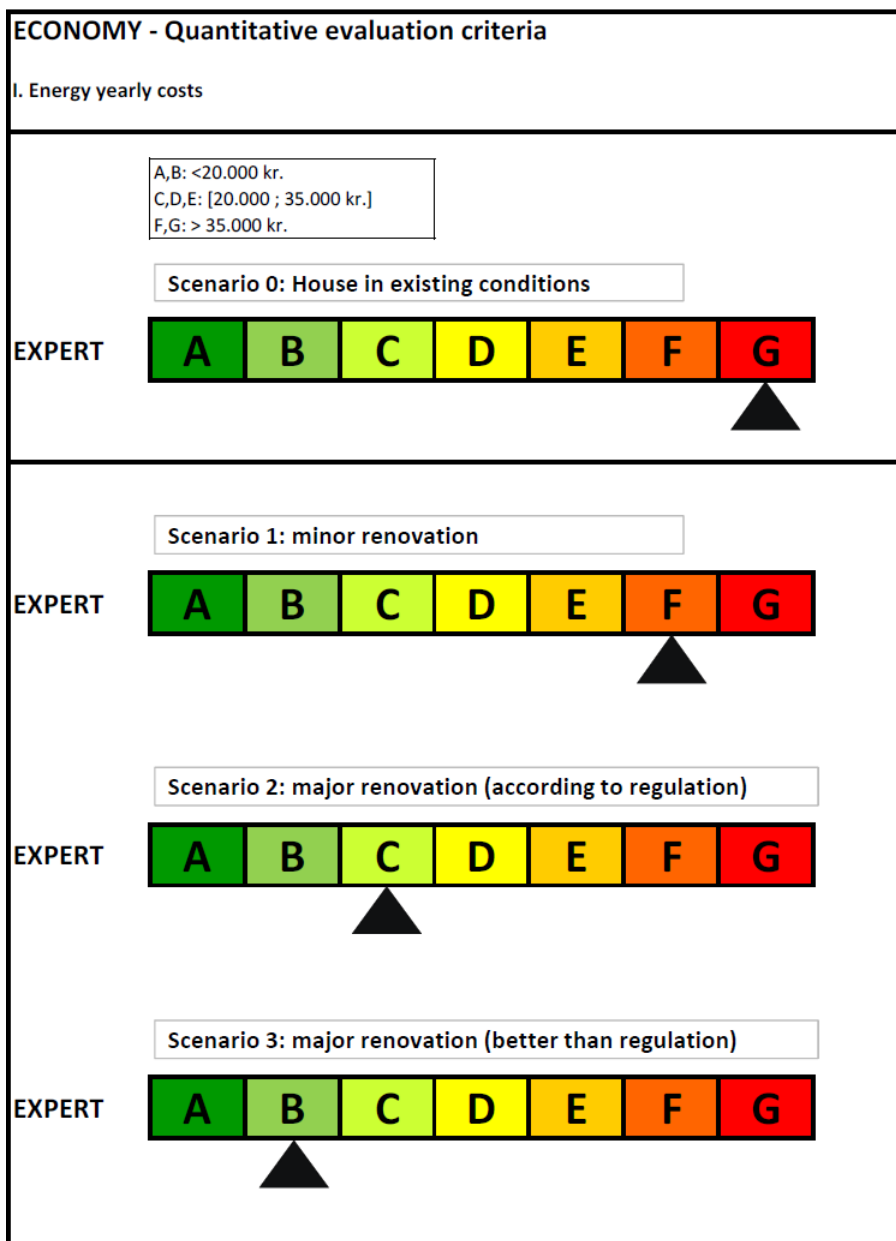 ECONOMY - Quantitative evaluation criteria
I. Energy yearly costs
A,B: <20.000 kr.
C,D,E: [20.000 ; 35.000 kr.]
F,G: > 35.000 kr.
Scenario 0: House in existing conditions
EXPERT A B C D E F G
Scenario 1: minor renovation
EXPERT A B C D E F G
Scenario 2: major renovation (according to regulation)
EXPERT A B C D E F G
Scenario 3: major renovation (better than regulation)
EXPERT A B C D E F G